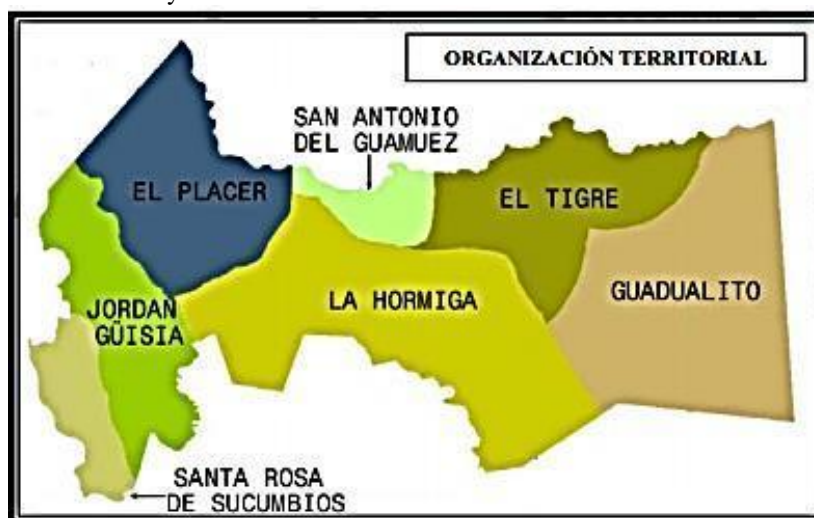 ORGANIZACIÓN TERRITORIAL
SAN ANTONIO
DEL GUAMUEZ
EL PLACER
EL TIGRE
GUADUALITO
LA HORMIGA
JORDAN
GÜISIA
SANTA ROSA
DE SUCUMBIOS